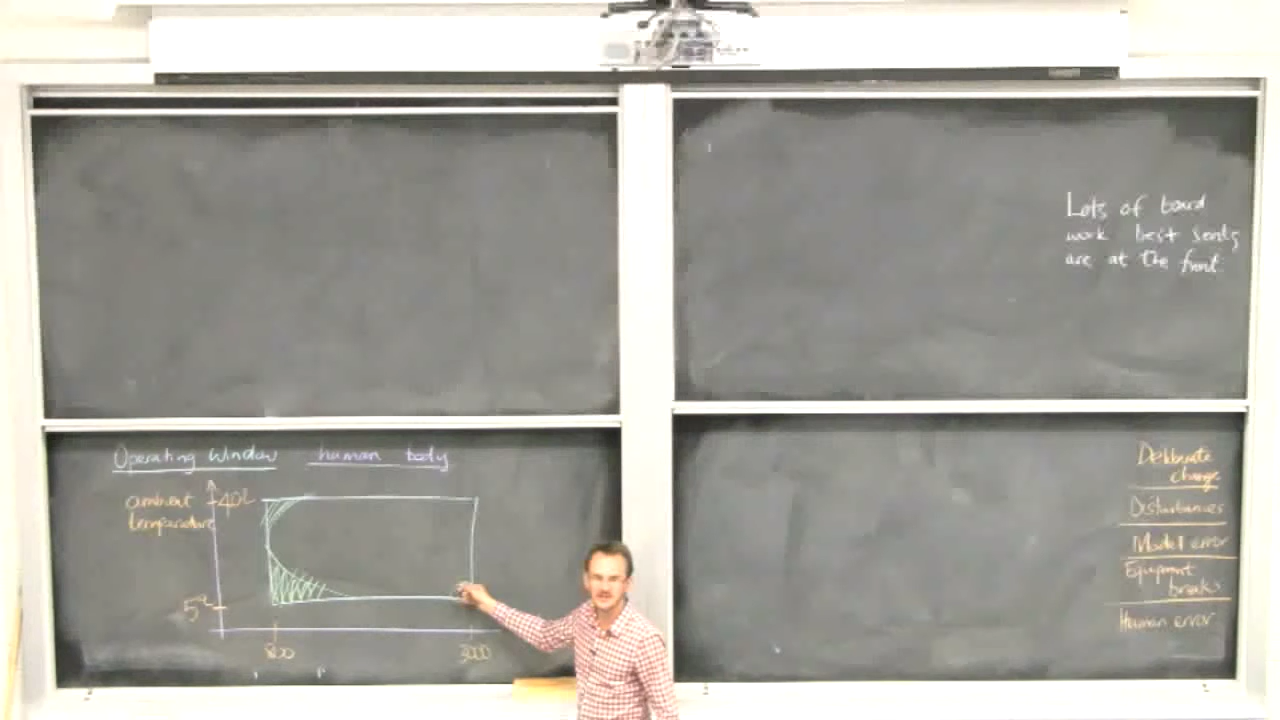 Lots of board
work best seats
are at the front.
Operating window human body
ambient
temperature
40°C
5°C
800 3000
Deliberate
change
Disturbances
Model error
Equipment
breaks
Human error